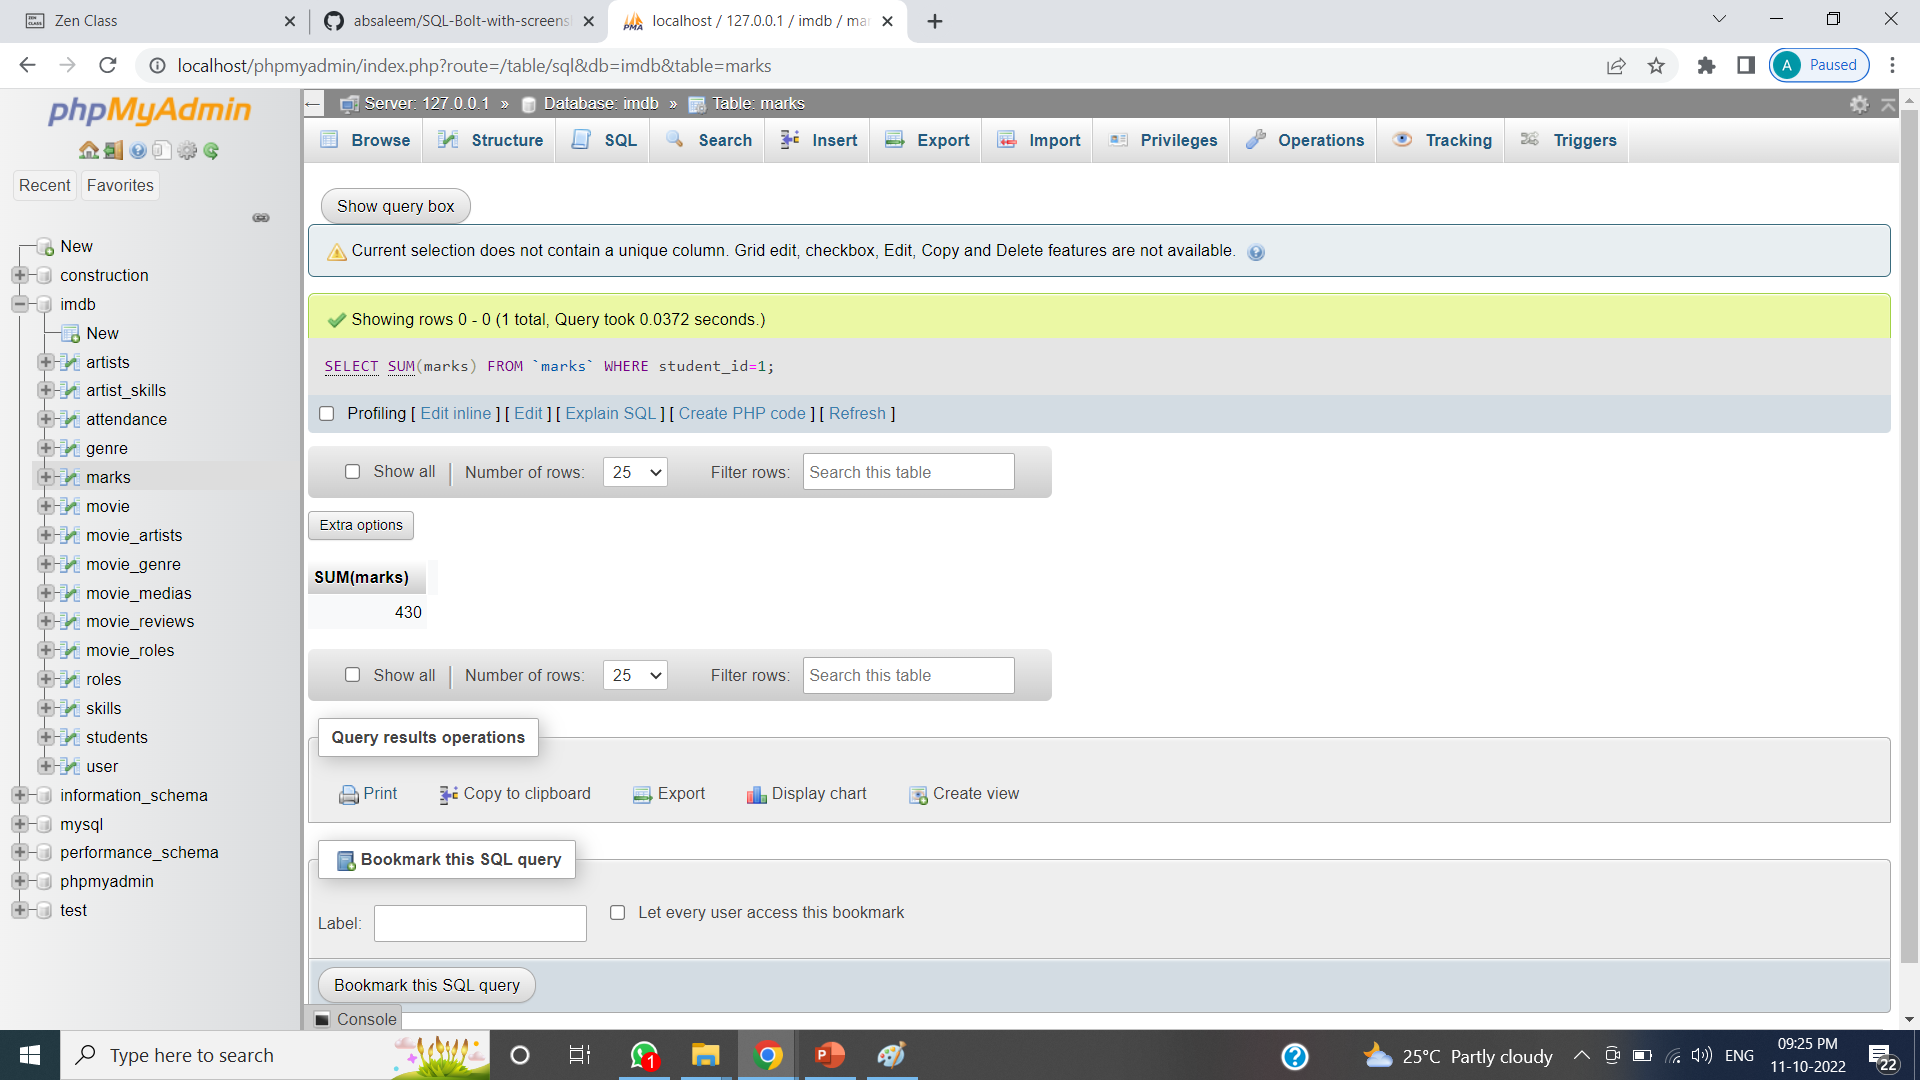 Zen Class
absaleem/SQL-Bolt-with-screens
localhost / 127.0.0.1 / imdb / ma
localhost/phpmyadmin/index.php?route=/table/sql&db=imdb&table=marks
A Paused
phpMyAdmin
Recent Favorites
New
construction
imdb
New
artists
artist_skills
attendance
genre
marks
movie
movie_artists
movie_genre
movie_medias
movie_reviews
movie_roles
roles
skills
students
user
information_schema
mysql
performance_schema
phpmyadmin
test
Server: 127.0.0.1 » Database: imdb » Table: marks
Browse Structure SQL Search Insert Export Import Privileges Operations Tracking Triggers
Show query box
Current selection does not contain a unique column. Grid edit, checkbox, Edit, Copy and Delete features are not available.
Showing rows 0 - 0 (1 total, Query took 0.0372 seconds.)
SELECT SUM(marks) FROM `marks` WHERE student_id=1;
Profiling [ Edit inline ] [ Edit ] [ Explain SQL ] [ Create PHP code ] [ Refresh ]
Show all Number of rows: 25 Filter rows: Search this table
Extra options
SUM(marks)
430
Show all Number of rows: 25 Filter rows: Search this table
Query results operations
Print Copy to clipboard Export Display chart Create view
Bookmark this SQL query
Label: Let every user access this bookmark
Bookmark this SQL query
Console
Type here to search
1
25°C Partly cloudy
ENG
09:25 PM
11-10-2022
22